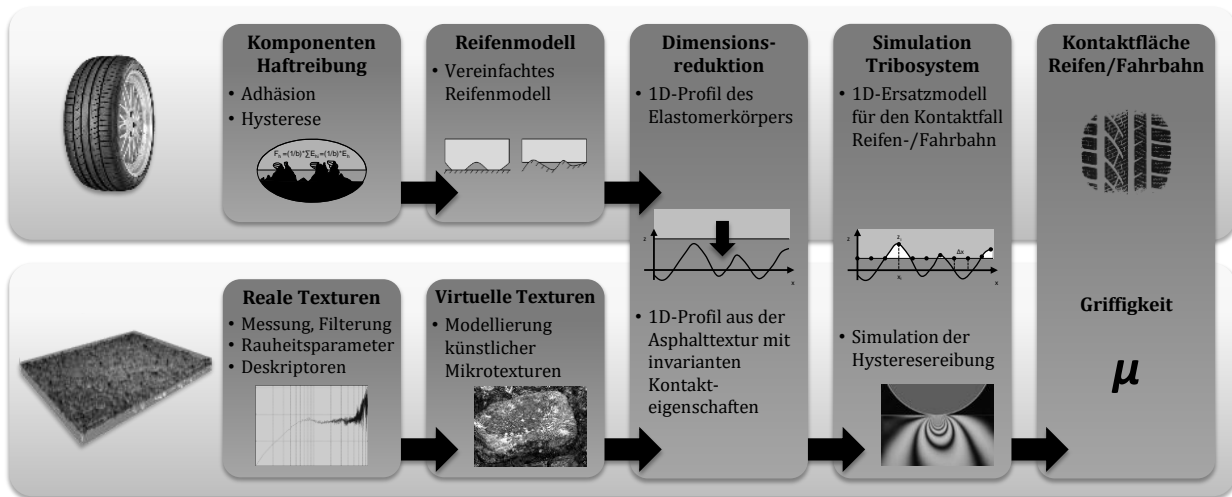 Komponenten
Haftreibung
• Adhäsion
• Hysterese
Reifenmodell
• Vereinfachtes
Reifenmodell
Dimensions-
reduktion
• 1D-Profil des
Elastomerkörpers
z
x
• 1D-Profil aus der
Asphalttextur mit
invarianten
Kontakt-
eigenschaften
Simulation
Tribosystem
• 1D-Ersatzmodell
für den Kontaktfall
Reifen-/Fahrbahn
z
Δx
x
• Simulation der
Hysteresereibung
Kontaktfläche
Reifen/Fahrbahn
Griffigkeit
μ
Reale Texturen
• Messung, Filterung
• Rauheitsparameter
• Deskriptoren
Virtuelle Texturen
• Modellierung
künstlicher
Mikrotexturen